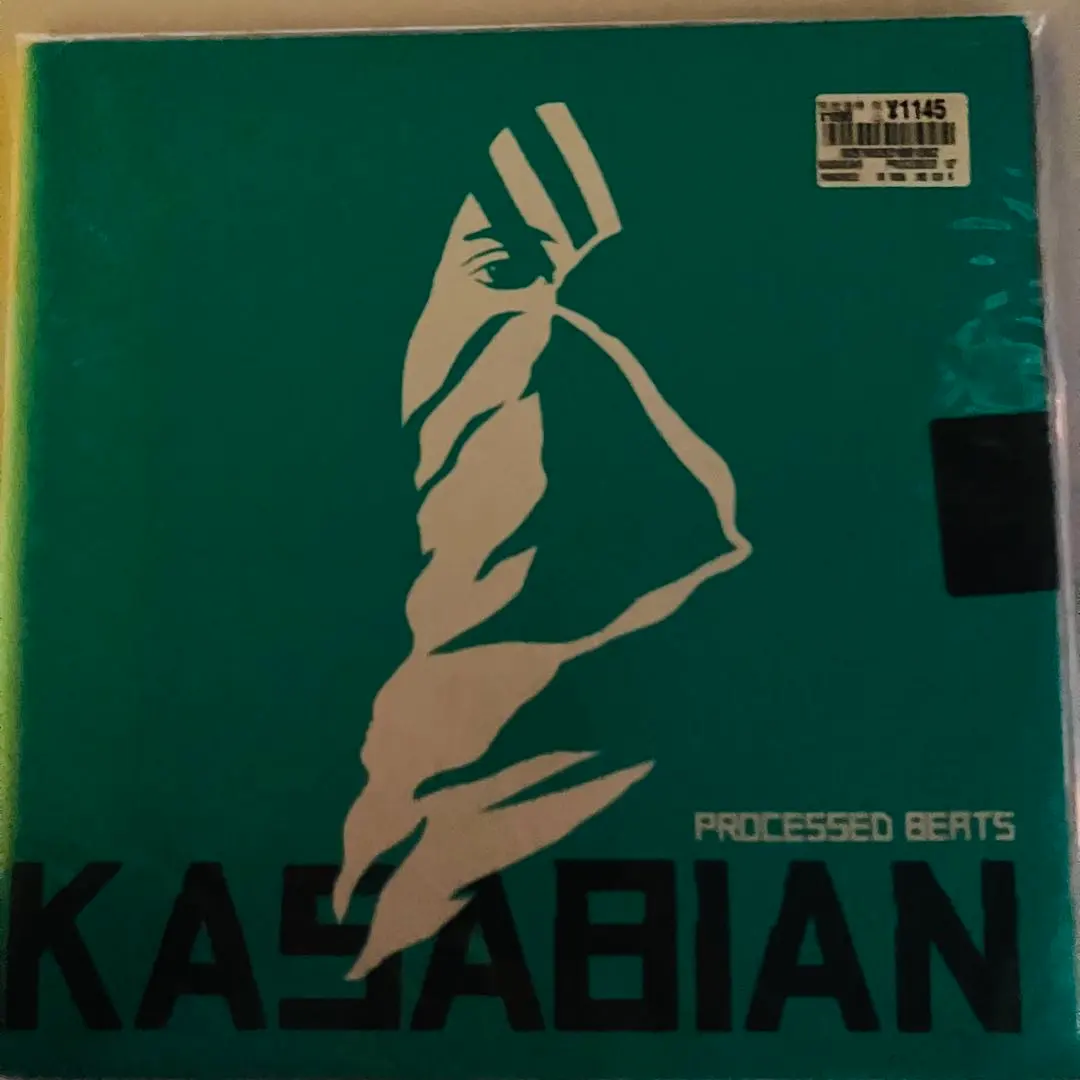 ¥1145
PROCESSED BEATS
KASABIAN